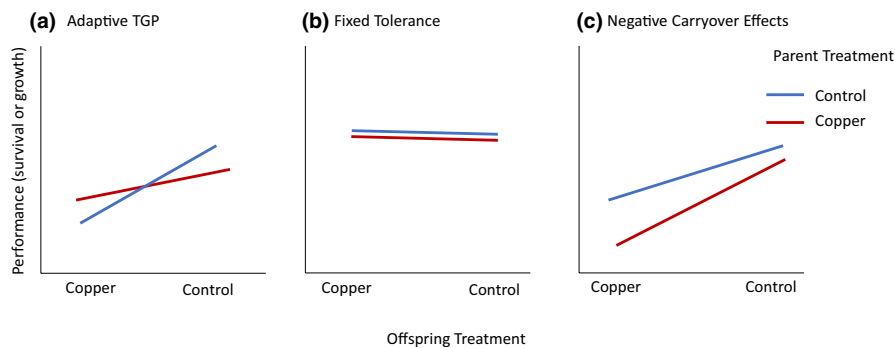 (a) Adaptive TGP
(b) Fixed Tolerance
(c) Negative Carryover Effects
Parent Treatment
Control
Copper
Performance (survival or growth)
Copper Control
Copper Control
Copper Control
Offspring Treatment